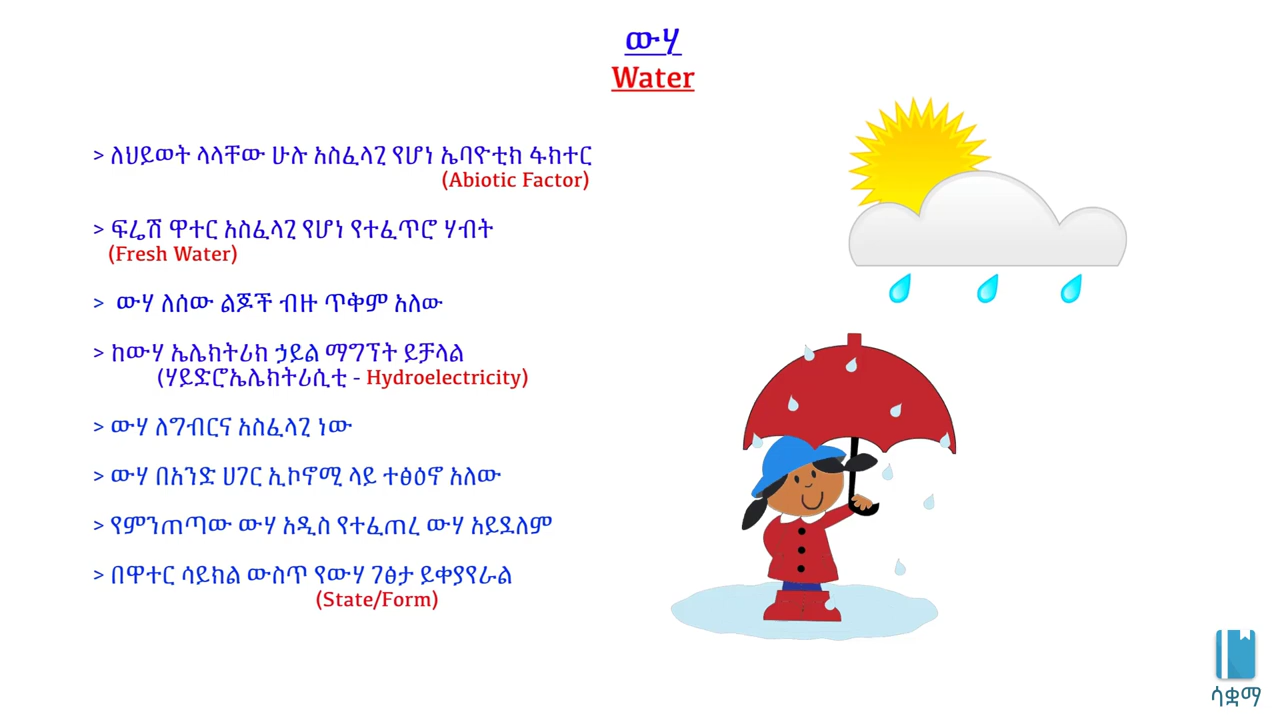 ውሃ
Water
> ለህይወት ላላቸው ሁሉ አስፈላጊ የሆነ ኤባዮቲክ ፋክተር
(Abiotic Factor)
> ፍሬሽ ዋተር አስፈላጊ የሆነ የተፈጥሮ ሃብት
(Fresh Water)
> ውሃ ለሰው ልጆች ብዙ ጥቅም አለው
> ከውሃ ኤሌክትሪክ ኃይል ማግኘት ይቻላል
(ሃይድሮኤሌክትሪሲቲ - Hydroelectricity)
> ውሃ ለግብርና አስፈላጊ ነው
> ውሃ በአንድ ሀገር ኢኮኖሚ ላይ ተፅዕኖ አለው
> የምንጠጣው ውሃ አዲስ የተፈጠረ ውሃ አይደለም
> በዋተር ሳይክል ውስጥ የውሃ ገፅታ ይቀያየራል
(State/Form)
ሳቋማ